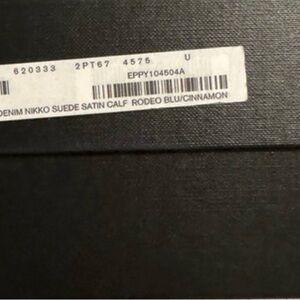 620333 2PT67 4575 U
EPPY104504A
DENIM NIKKO SUEDE SATIN CALF RODEO BLU/CINNAMON